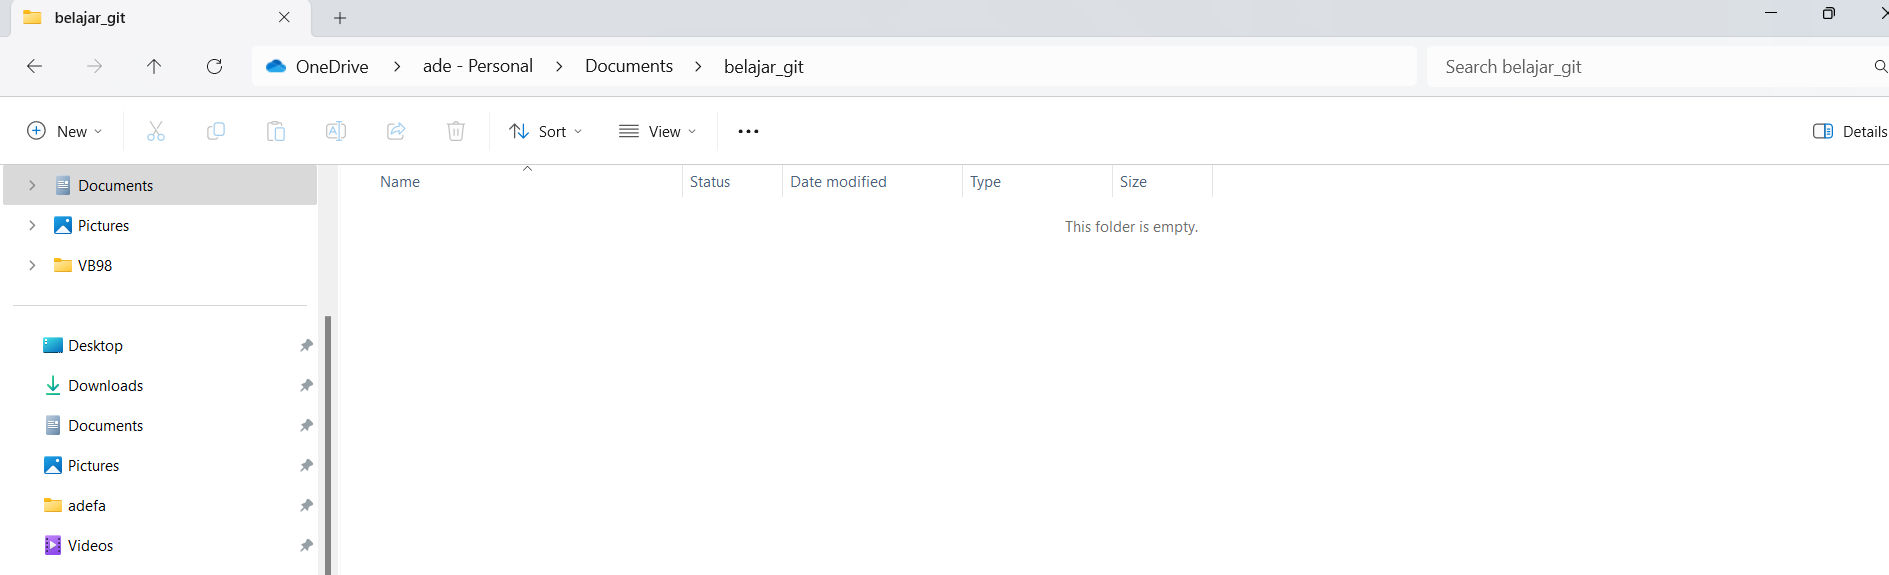 belajar_git
OneDrive > ade - Personal > Documents > belajar_git
Search belajar_git
New
Sort
View
Details
Documents
Pictures
VB98
Desktop
Downloads
Documents
Pictures
adefa
Videos
Name Status Date modified Type Size
This folder is empty.